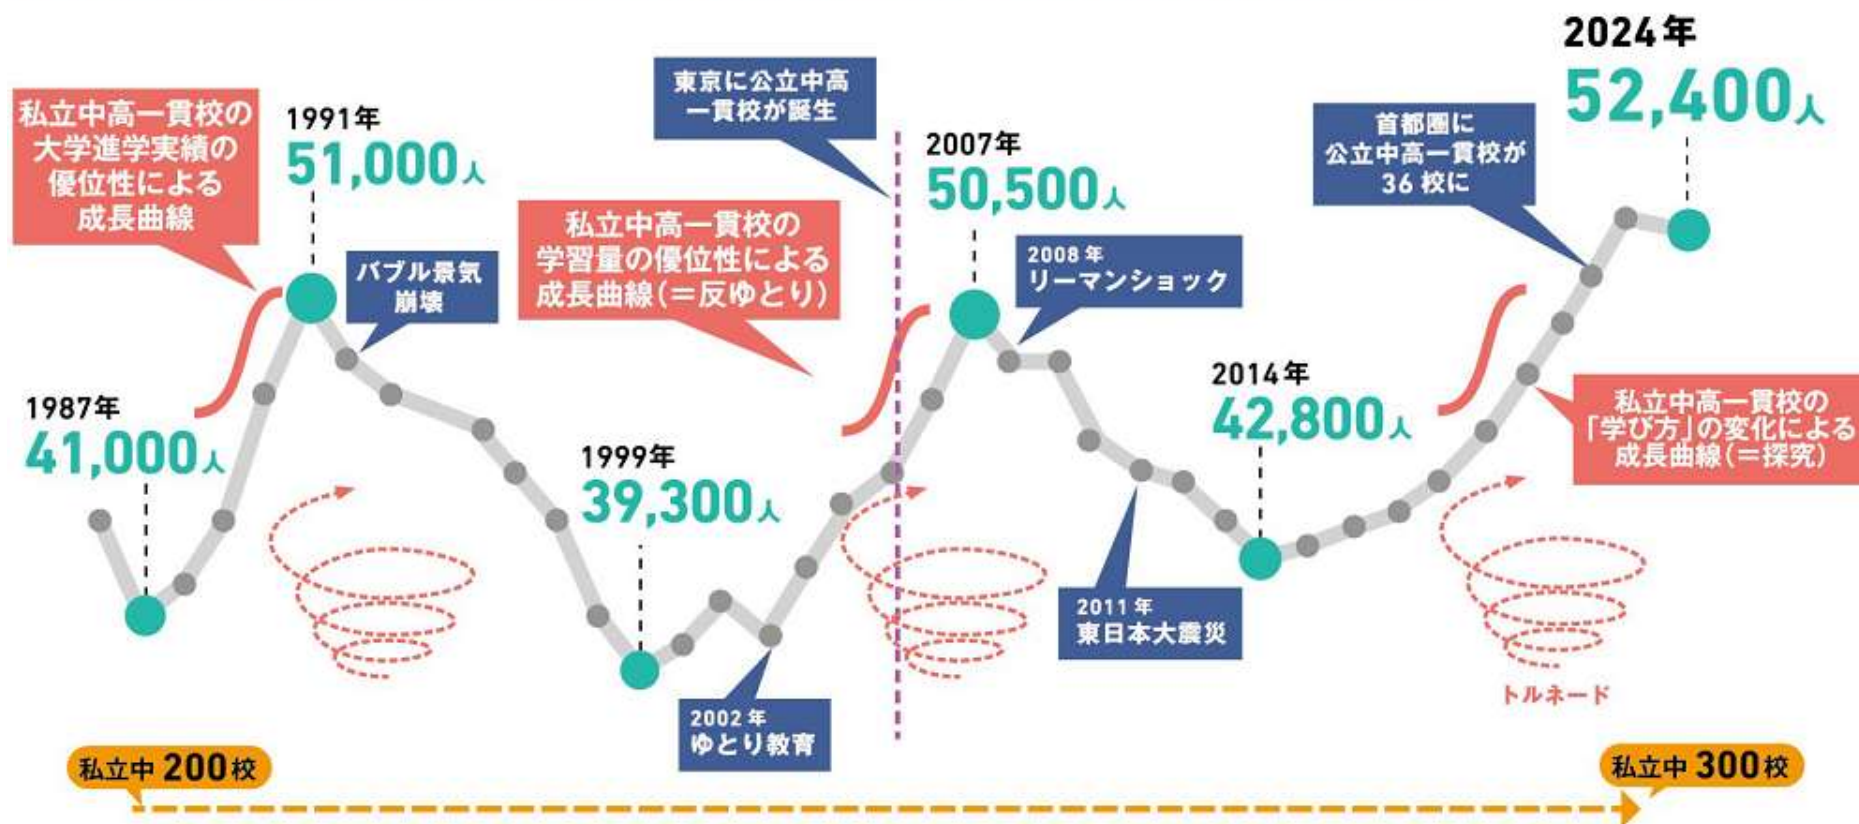 2024年
52,400人
私立中高一貫校の
大学進学実績の
優位性による
成長曲線
1991年
51,000人
東京に公立中高
一貫校が誕生
2007年
50,500人
首都圏に
公立中高一貫校が
36校に
バブル景気
崩壊
私立中高一貫校の
学習量の優位性による
成長曲線(=反ゆとり)
2008年
リーマンショック
1987年
41,000人
1999年
39,300人
2014年
42,800人
私立中高一貫校の
「学び方」の変化による
成長曲線(=探究)
2011年
東日本大震災
2002年
ゆとり教育
トルネード
私立中200校
私立中300校